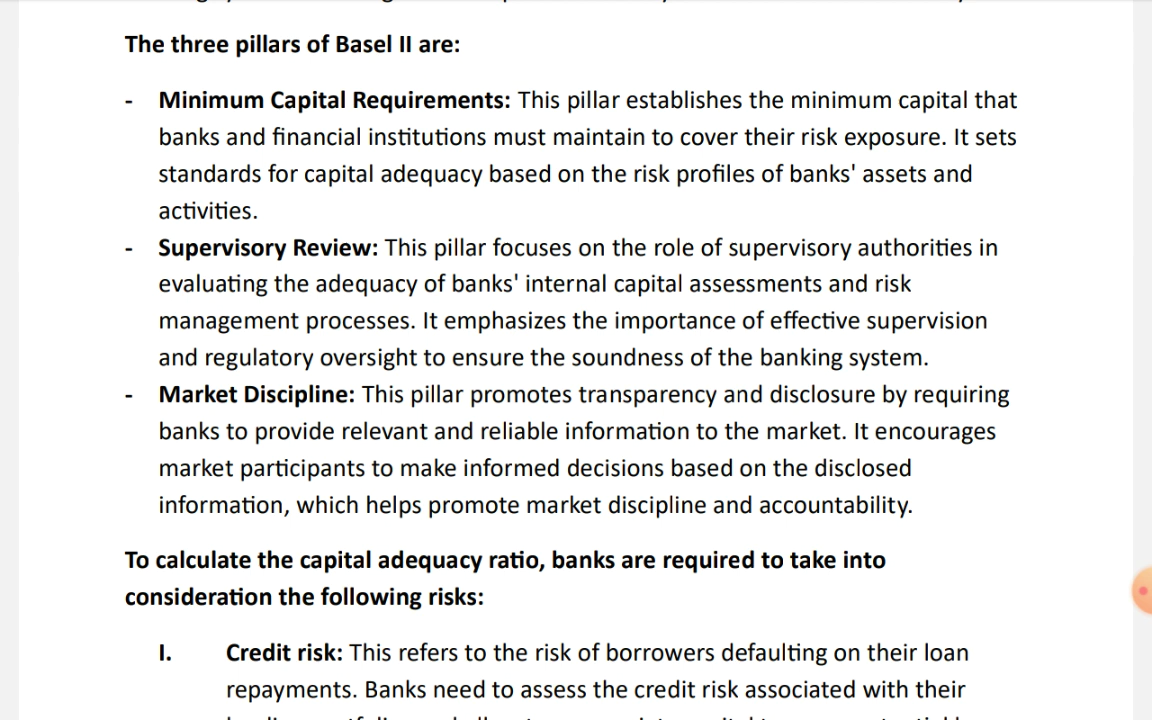 The three pillars of Basel II are:
- Minimum Capital Requirements: This pillar establishes the minimum capital that
banks and financial institutions must maintain to cover their risk exposure. It sets
standards for capital adequacy based on the risk profiles of banks' assets and
activities.
- Supervisory Review: This pillar focuses on the role of supervisory authorities in
evaluating the adequacy of banks' internal capital assessments and risk
management processes. It emphasizes the importance of effective supervision
and regulatory oversight to ensure the soundness of the banking system.
- Market Discipline: This pillar promotes transparency and disclosure by requiring
banks to provide relevant and reliable information to the market. It encourages
market participants to make informed decisions based on the disclosed
information, which helps promote market discipline and accountability.
To calculate the capital adequacy ratio, banks are required to take into
consideration the following risks:
I. Credit risk: This refers to the risk of borrowers defaulting on their loan
repayments. Banks need to assess the credit risk associated with their